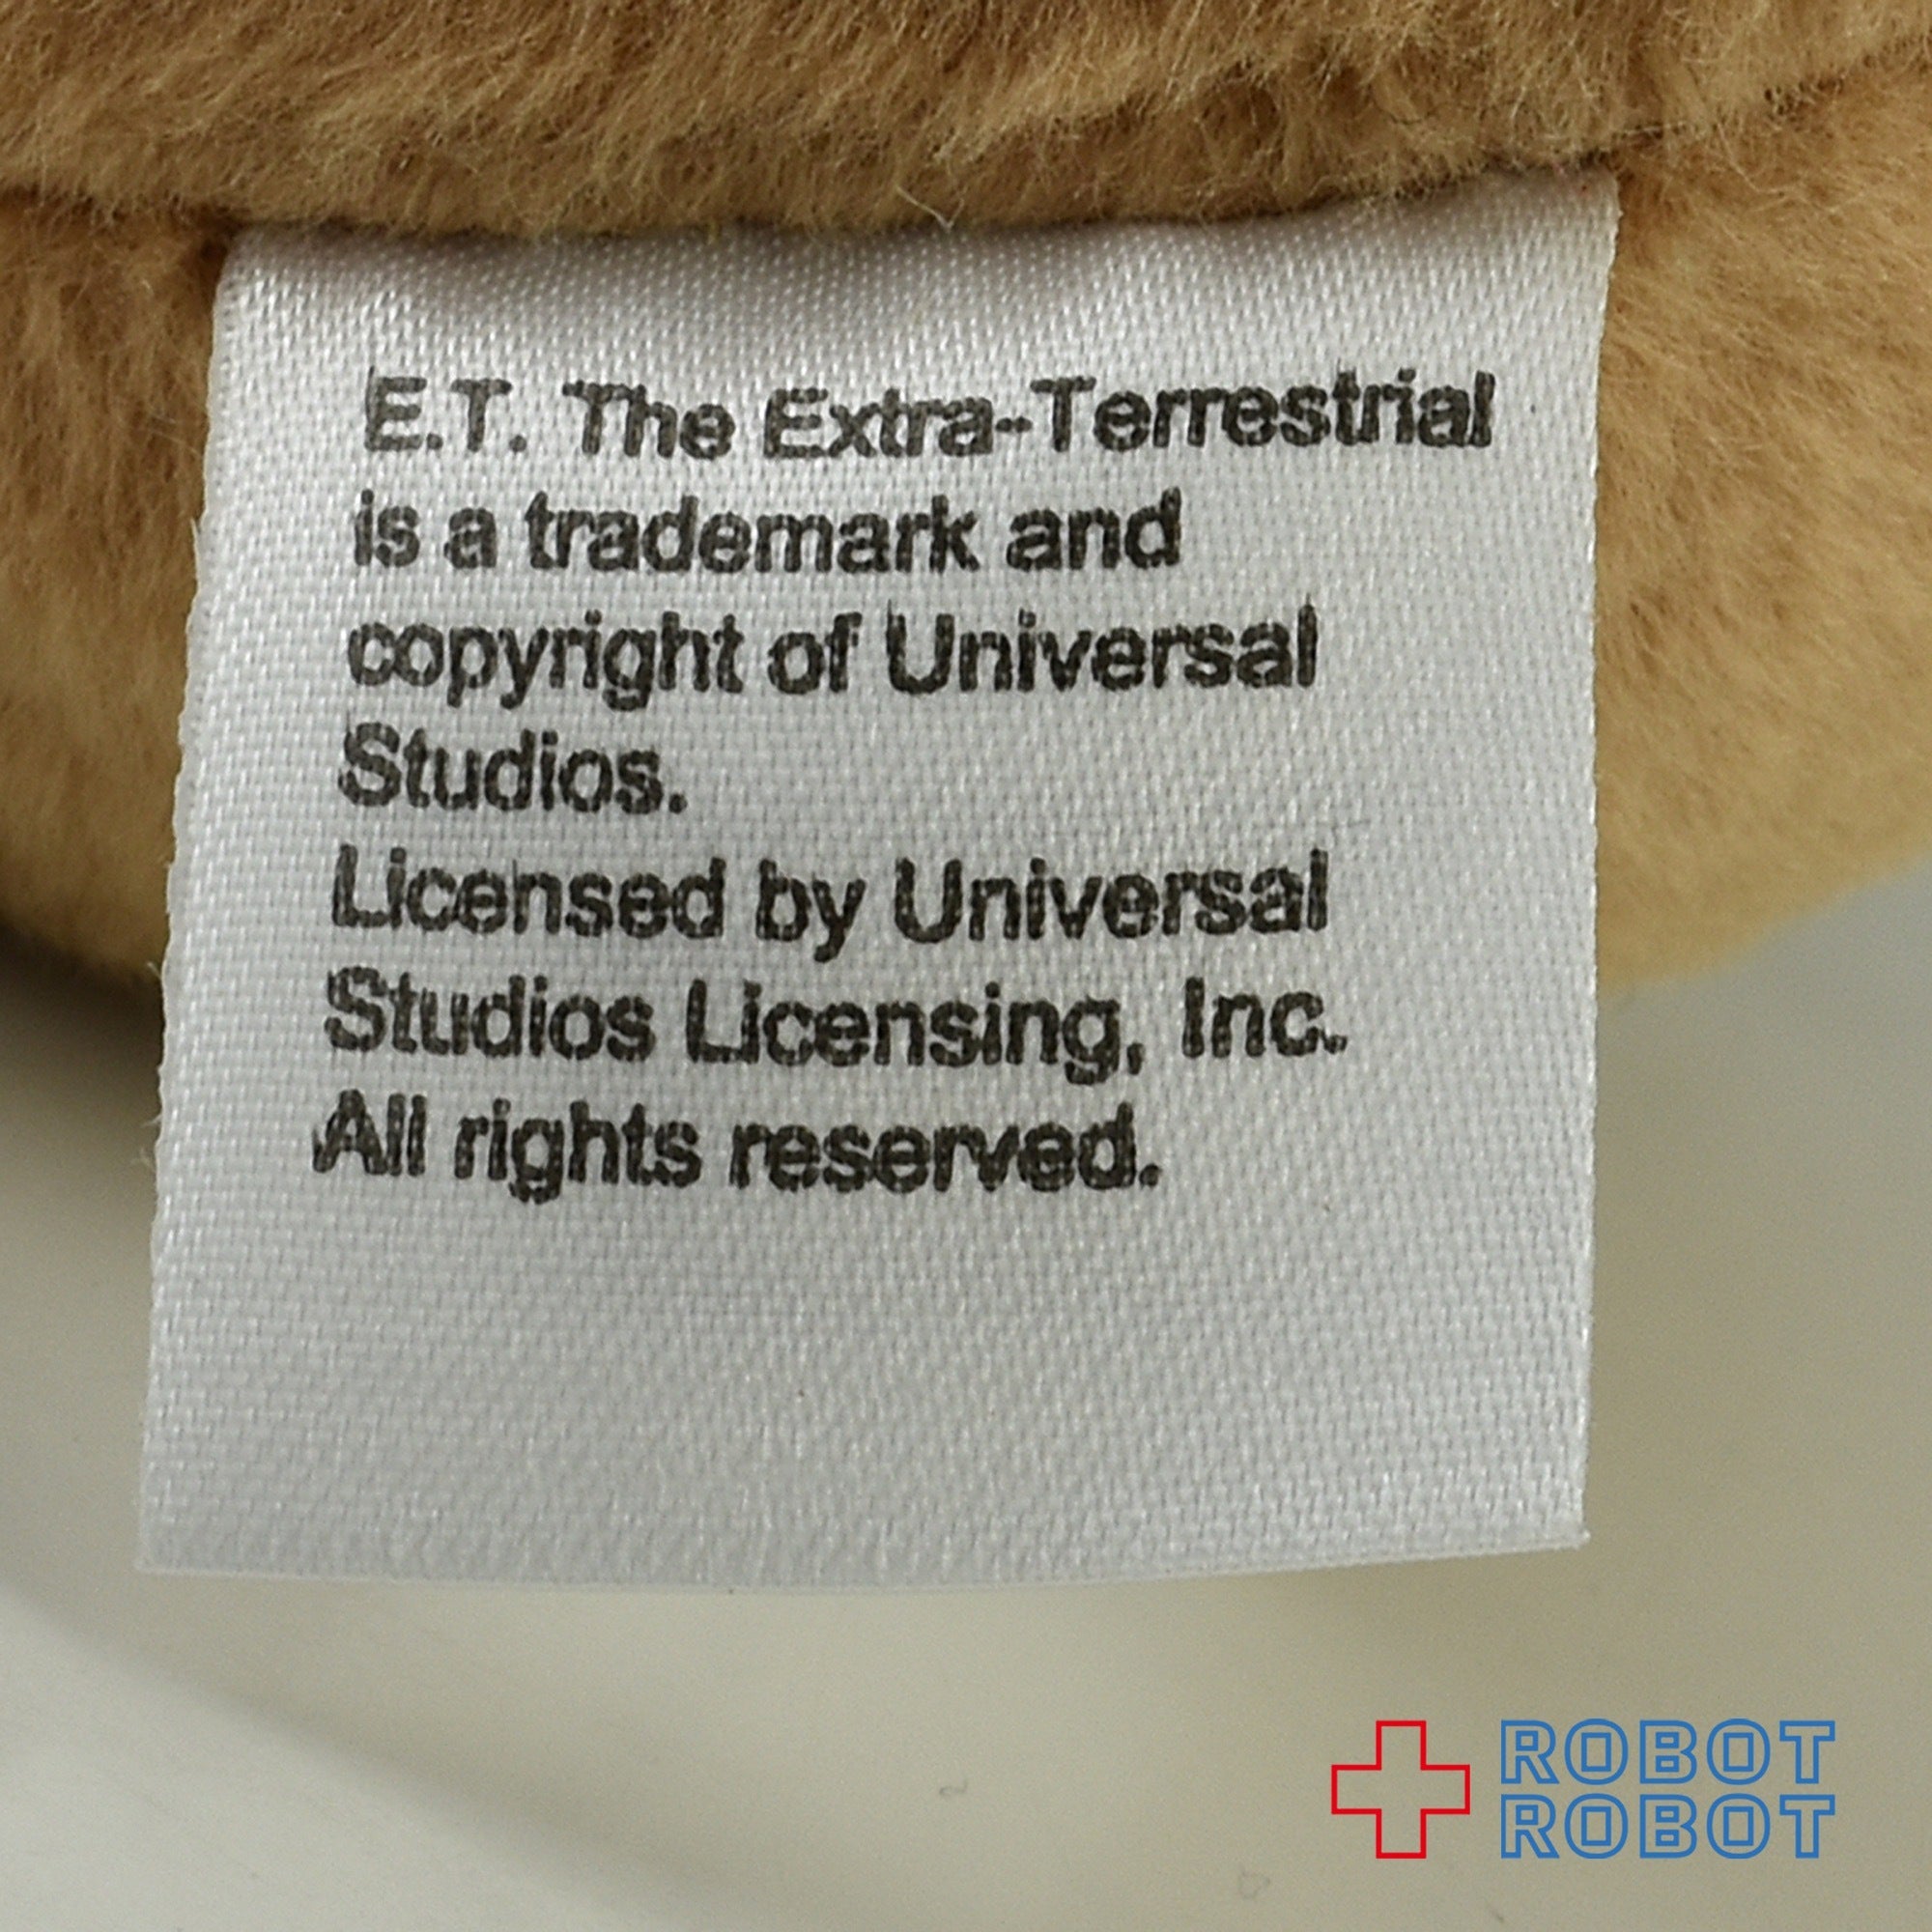 E.T. The Extra-Terrestrial
is a trademark and
copyright of Universal
Studios.
Licensed by Universal
Studios Licensing, Inc.
All rights reserved.
ROBOT
ROBOT